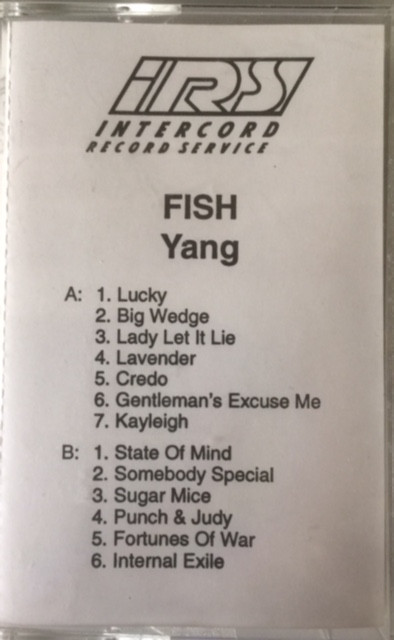 IRS
INTERCORD
RECORD SERVICE
FISH
Yang
A: 1. Lucky
2. Big Wedge
3. Lady Let It Lie
4. Lavender
5. Credo
6. Gentleman's Excuse Me
7. Kayleigh
B: 1. State Of Mind
2. Somebody Special
3. Sugar Mice
4. Punch & Judy
5. Fortunes Of War
6. Internal Exile